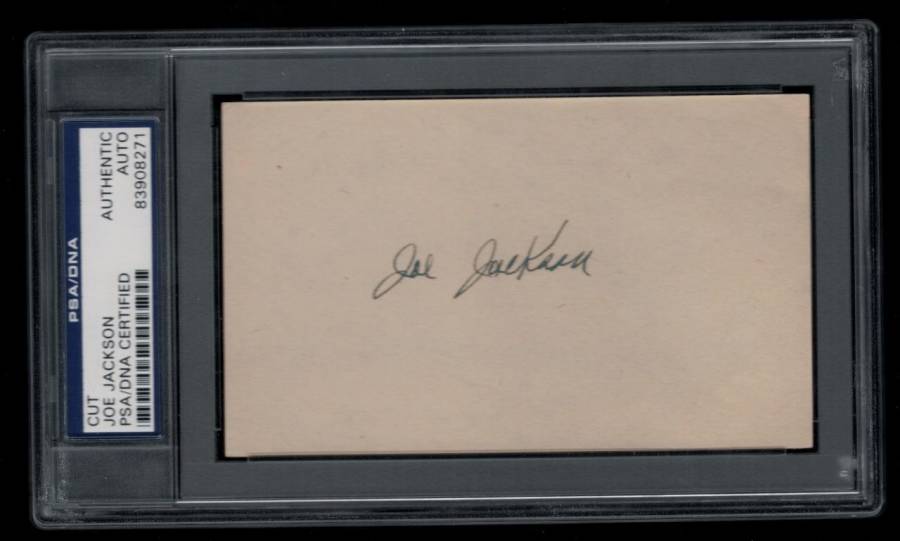 PSA/DNA
CUT
JOE JACKSON
PSA/DNA CERTIFIED
AUTHENTIC
AUTO
83908271
Joe Jackson